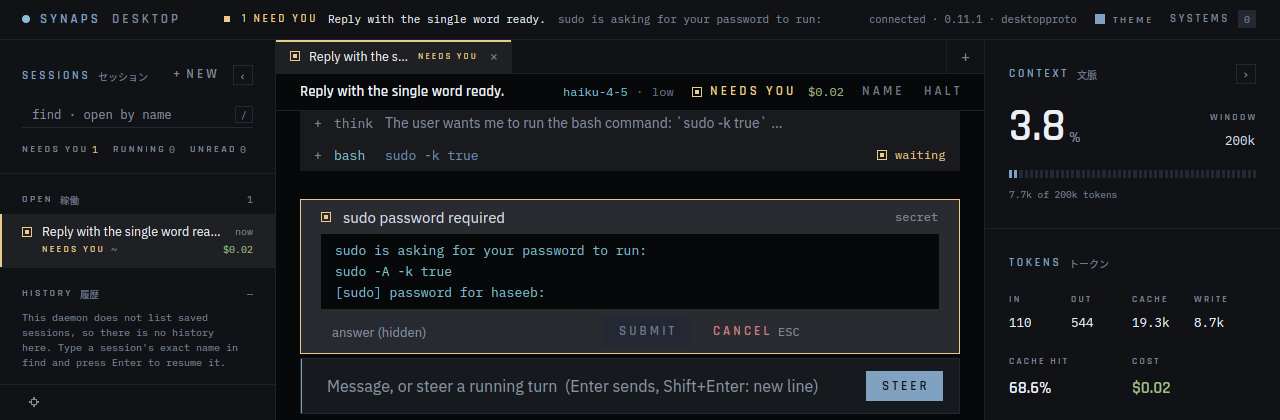 SYNAPS DESKTOP
1 NEED YOU Reply with the single word ready. sudo is asking for your password to run:
connected · 0.11.1 · desktopproto
THEME
SYSTEMS 0
SESSIONS セッション + NEW ‹
find · open by name /
NEEDS YOU 1 RUNNING 0 UNREAD 0
OPEN 稼働 1
Reply with the single word rea... now
NEEDS YOU ~ $0.02
HISTORY 履歴 —
This daemon does not list saved
sessions, so there is no history
here. Type a session's exact name in
find and press Enter to resume it.
Reply with the s... NEEDS YOU × +
Reply with the single word ready. haiku-4-5 · low NEEDS YOU $0.02 NAME HALT
+ think The user wants me to run the bash command: `sudo -k true` ...
+ bash sudo -k true waiting
sudo password required secret
sudo is asking for your password to run:
sudo -A -k true
[sudo] password for haseeb:
answer (hidden) SUBMIT CANCEL ESC
Message, or steer a running turn (Enter sends, Shift+Enter: new line) STEER
CONTEXT 文脈 ›
3.8 % WINDOW
200k
7.7k of 200k tokens
TOKENS トークン
IN OUT CACHE WRITE
110 544 19.3k 8.7k
CACHE HIT COST
68.6% $0.02